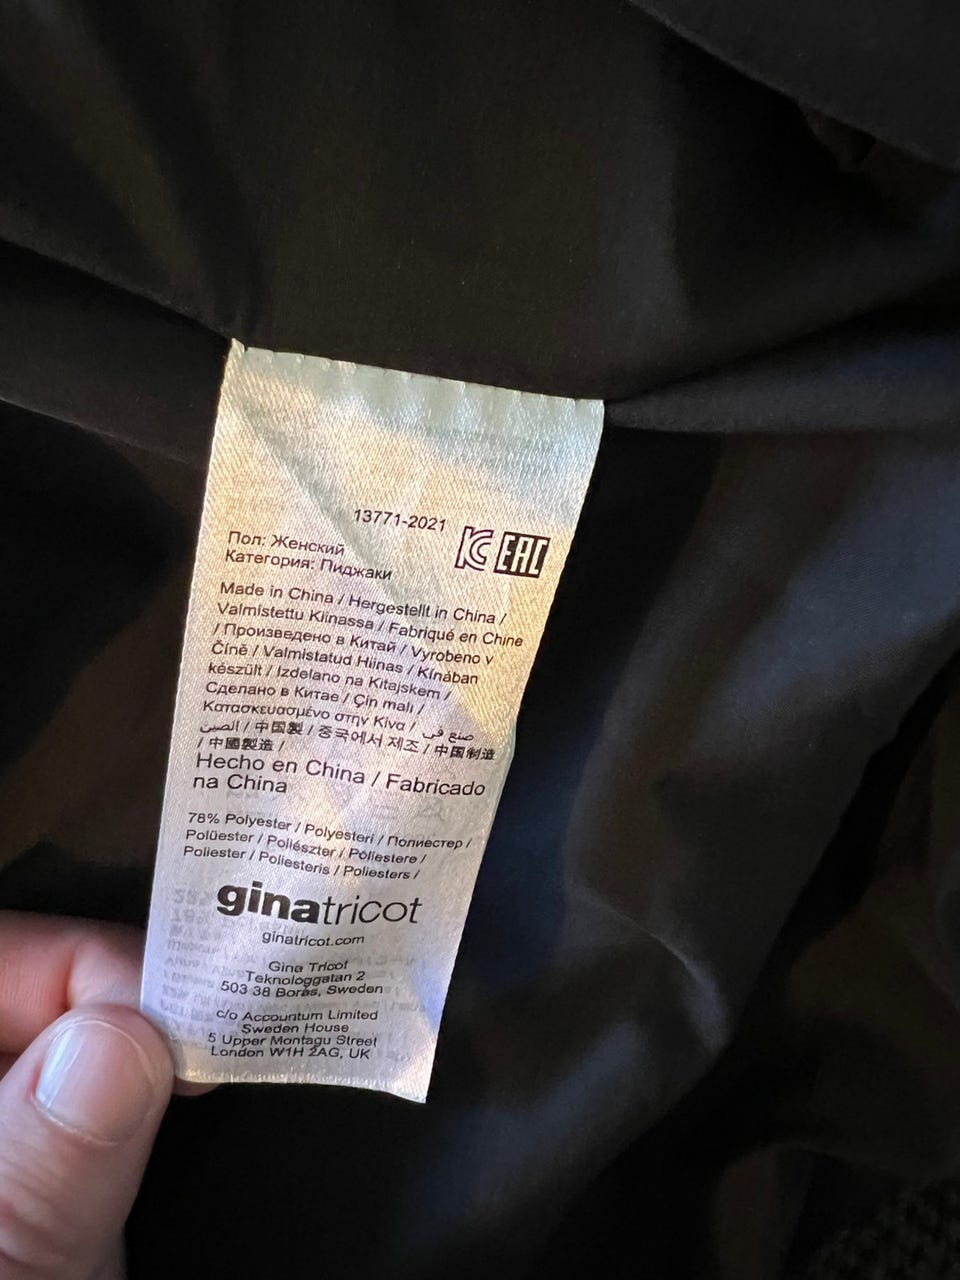 13771-2021
EAC
Пол: Женский
Категория: Пиджаки
Made in China / Hergestellt in China /
Valmistettu Kiinassa / Fabriqué en Chine
/ Произведено в Китай / Vyrobeno v
Číně / Valmistatud Hiinas / Kínában
készült / Izdelano na Kitajskem /
Сделано в Китае / Çin malı /
Κατασκευασμένο στην Κίνα / صنع في
الصين / 中国製 / 중국에서 제조 / 中国制造
/ 中國製造 /
Hecho en China / Fabricado
na China
78% Polyester / Polyesteri / Полиестер /
Polüester / Poliészter / Poliestere /
Poliester / Poliesteris / Poliesters /
ginatricot
ginatricot.com
Gina Tricot
Teknologgatan 2
503 38 Borås, Sweden
c/o Accountum Limited
Sweden House
5 Upper Montagu Street
London W1H 2AG, UK